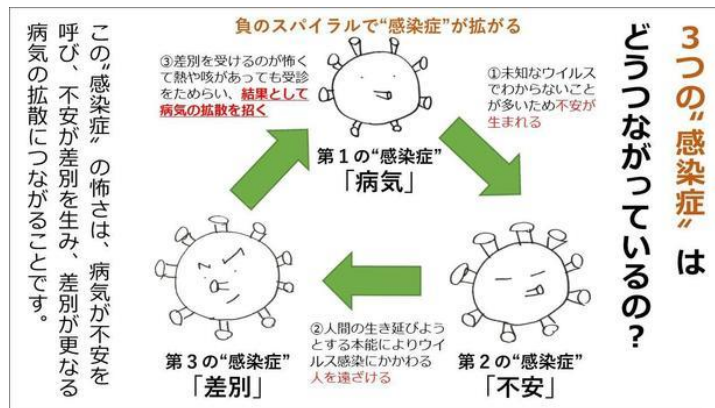 3つの“感染症”は
どうつながっているの？
負のスパイラルで“感染症”が拡がる
①未知なウイルス
でわからないこと
が多いため不安が
生まれる
第１の“感染症”
「病気」
③差別を受けるのが怖く
て熱や咳があっても受診
をためらい、結果として
病気の拡散を招く
第２の“感染症”
「不安」
②人間の生き延びよう
とする本能によりウイ
ルス感染にかかわる
人を遠ざける
第３の“感染症”
「差別」
この“感染症”の怖さは、病気が不安を
呼び、不安が差別を生み、差別が更なる
病気の拡散につながることです。